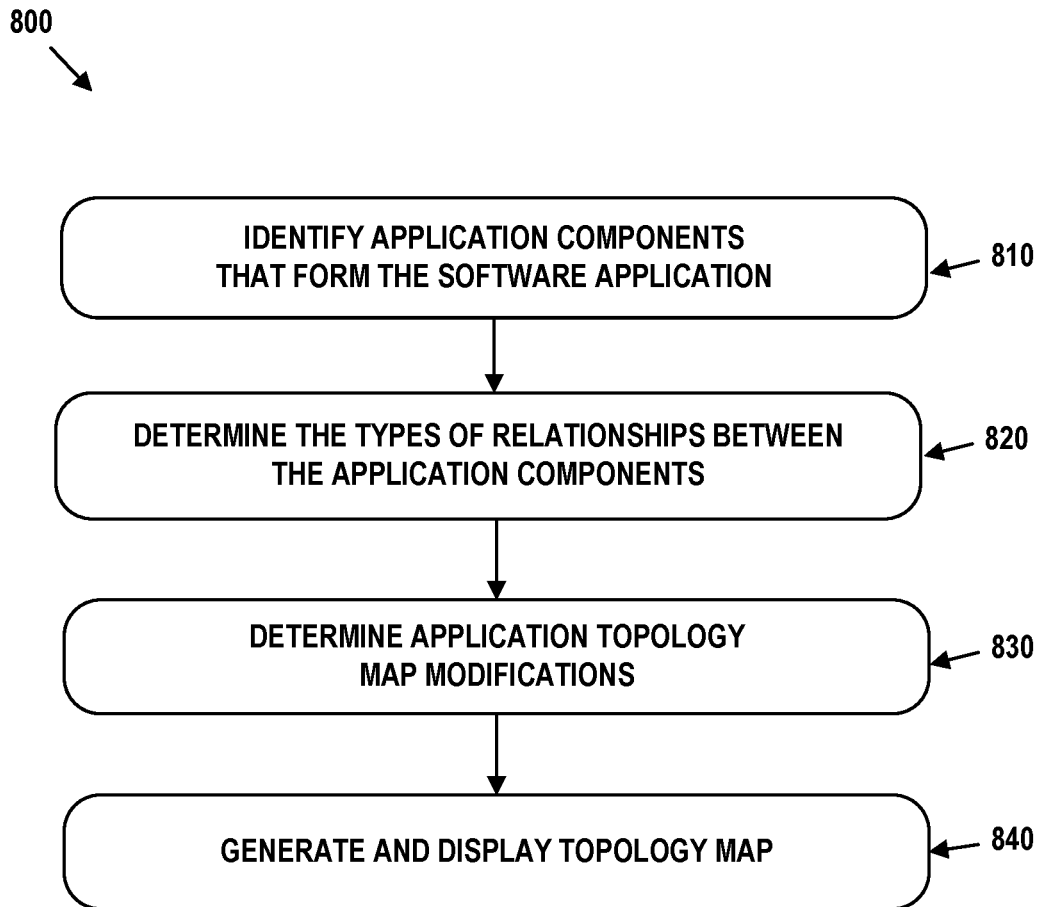 800
IDENTIFY APPLICATION COMPONENTS
THAT FORM THE SOFTWARE APPLICATION
810
DETERMINE THE TYPES OF RELATIONSHIPS BETWEEN
THE APPLICATION COMPONENTS
820
DETERMINE APPLICATION TOPOLOGY
MAP MODIFICATIONS
830
GENERATE AND DISPLAY TOPOLOGY MAP
840